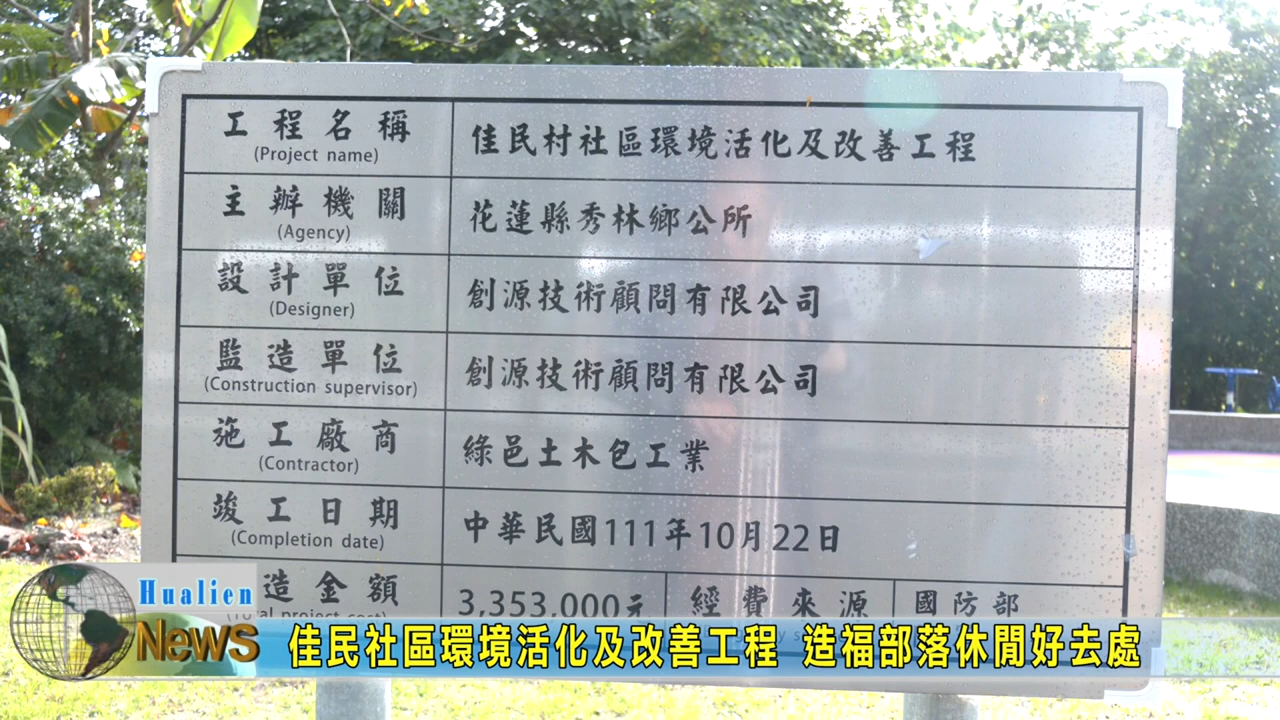 工程名稱
(Project name)
佳民村社區環境活化及改善工程
主辦機關
(Agency)
花蓮縣秀林鄉公所
設計單位
(Designer)
創源技術顧問有限公司
監造單位
(Construction supervisor)
創源技術顧問有限公司
施工廠商
(Contractor)
綠邑土木包工業
竣工日期
(Completion date)
中華民國111年10月22日
造金額
project cost)
3,353,000元
經費來源
國防部
Hualien
NewS
佳民社區環境活化及改善工程 造福部落休閒好去處